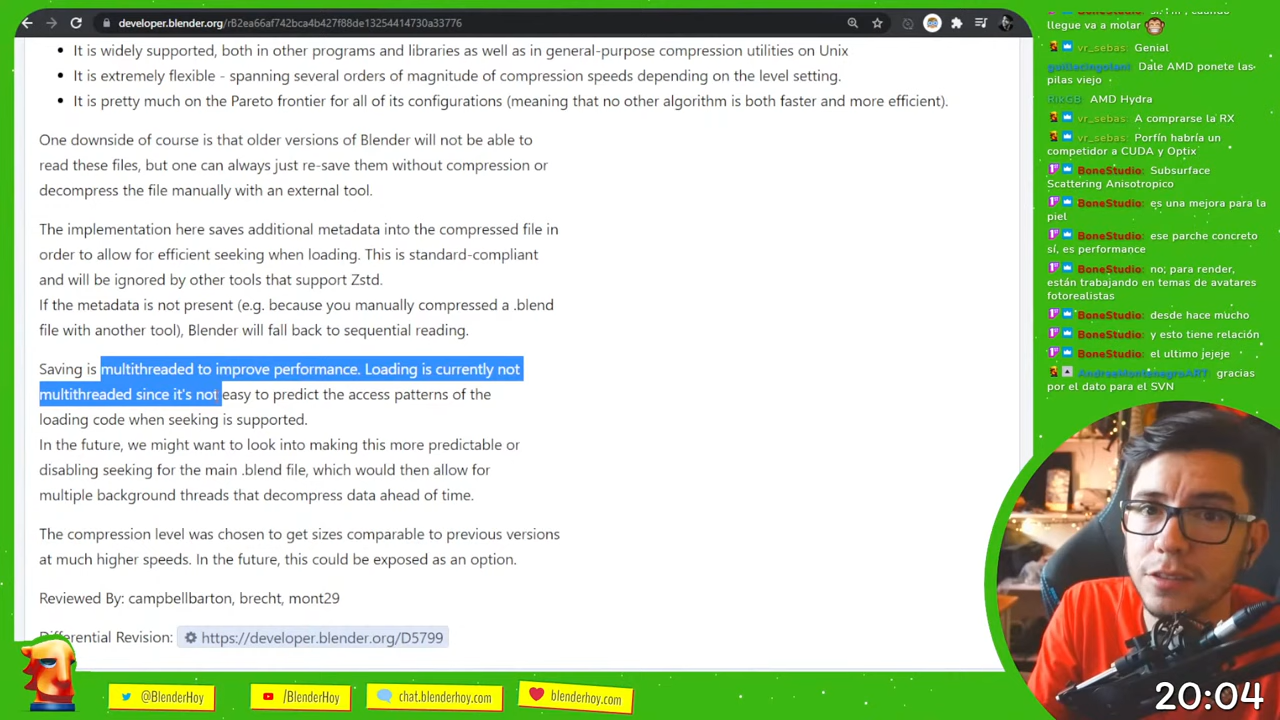 developer.blender.org/rB2ea66af742bca4b427f88de13254414730a33776
It is widely supported, both in other programs and libraries as well as in general-purpose compression utilities on Unix
It is extremely flexible - spanning several orders of magnitude of compression speeds depending on the level setting.
It is pretty much on the Pareto frontier for all of its configurations (meaning that no other algorithm is both faster and more efficient).
One downside of course is that older versions of Blender will not be able to
read these files, but one can always just re-save them without compression or
decompress the file manually with an external tool.
The implementation here saves additional metadata into the compressed file in
order to allow for efficient seeking when loading. This is standard-compliant
and will be ignored by other tools that support Zstd.
If the metadata is not present (e.g. because you manually compressed a .blend
file with another tool), Blender will fall back to sequential reading.
Saving is multithreaded to improve performance. Loading is currently not
multithreaded since it's not easy to predict the access patterns of the
loading code when seeking is supported.
In the future, we might want to look into making this more predictable or
disabling seeking for the main .blend file, which would then allow for
multiple background threads that decompress data ahead of time.
The compression level was chosen to get sizes comparable to previous versions
at much higher speeds. In the future, this could be exposed as an option.
Reviewed By: campbellbarton, brecht, mont29
Differential Revision: https://developer.blender.org/D5799
llegue va a molar
vr_sebas: Genial
guillacingolani: Dale AMD ponete las
pilas viejo
RikGB AMD Hydra
vr_sebas: A comprarse la RX
vr_sebas: Porfín habría un
competidor a CUDA y Optix
BoneStudio: Subsurface
Scattering Anisotropico
BoneStudio: es una mejora para la
piel
BoneStudio: ese parche concreto
sí, es performance
BoneStudio: no; para render,
están trabajando en temas de avatares
fotorealistas
BoneStudio: desde hace mucho
BoneStudio: y esto tiene relación
BoneStudio: el ultimo jejeje
AndreaMontenegroART gracias
por el dato para el SVN
@BlenderHoy
/BlenderHoy
chat.blenderhoy.com
blenderhoy.com
20:04